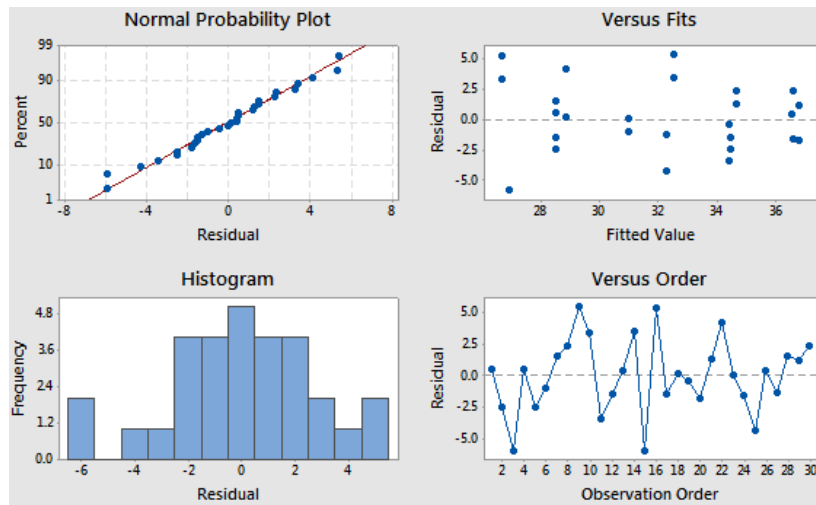 Normal Probability Plot
99
90
50
10
1
Percent
-8 -4 0 4 8
Residual
Versus Fits
5.0
2.5
0.0
-2.5
-5.0
Residual
28 30 32 34 36
Fitted Value
Histogram
4.8
3.6
2.4
1.2
0.0
Frequency
-6 -4 -2 0 2 4
Residual
Versus Order
5.0
2.5
0.0
-2.5
-5.0
Residual
2 4 6 8 10 12 14 16 18 20 22 24 26 28 30
Observation Order